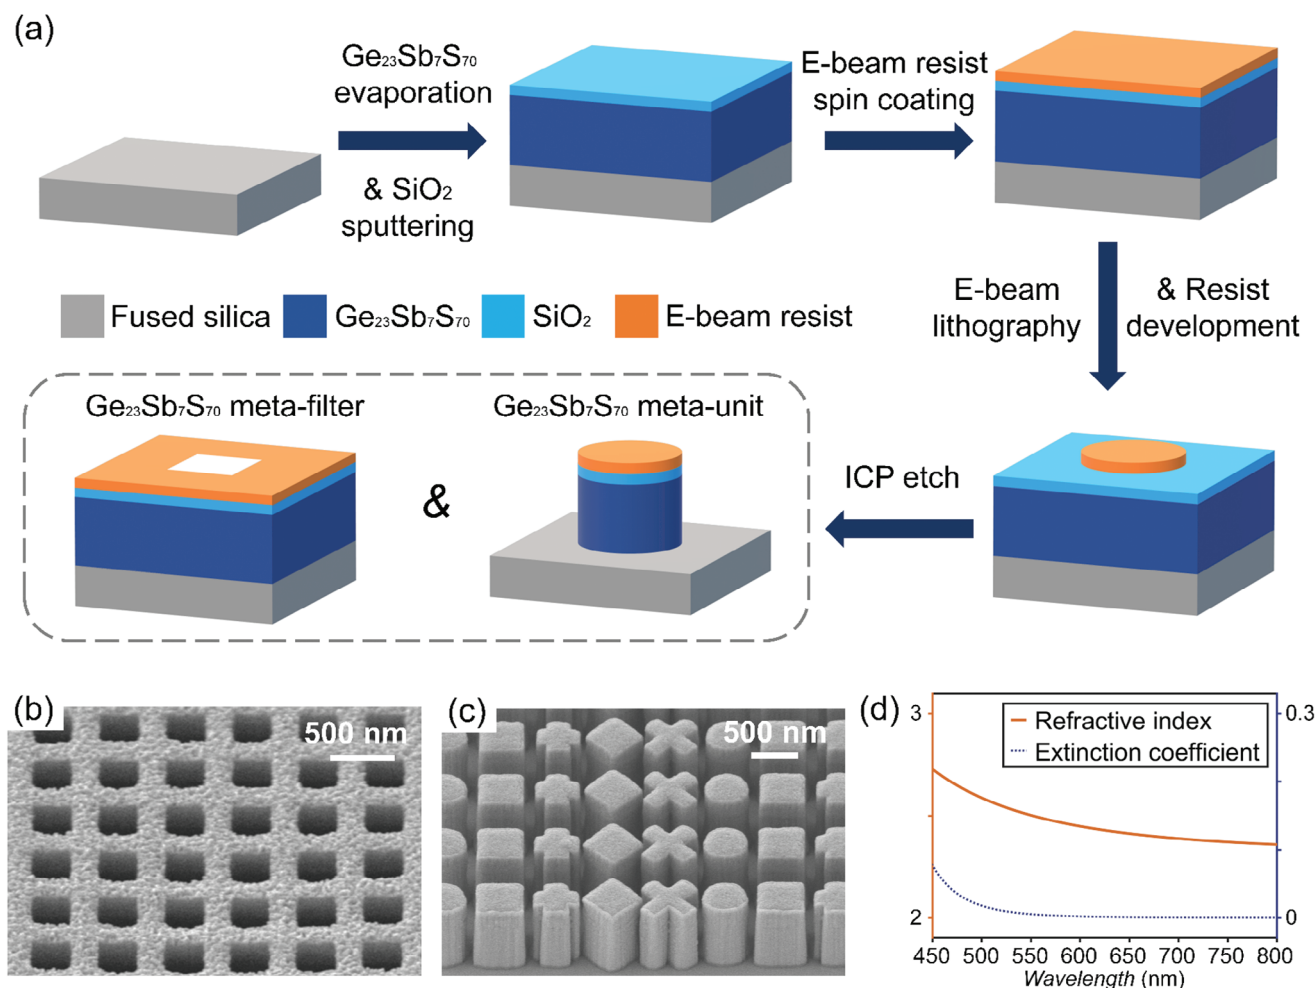 (a)
Ge₂₃Sb₇S₇₀
evaporation
& SiO₂
sputtering
E-beam resist
spin coating
E-beam
lithography
& Resist
development
Fused silica
Ge₂₃Sb₇S₇₀
SiO₂
E-beam resist
Ge₂₃Sb₇S₇₀ meta-filter
&
Ge₂₃Sb₇S₇₀ meta-unit
ICP etch
(b)
500 nm
(c)
500 nm
(d)
3
2
0.3
0
Refractive index
Extinction coefficient
450 500 550 600 650 700 750 800
Wavelength (nm)